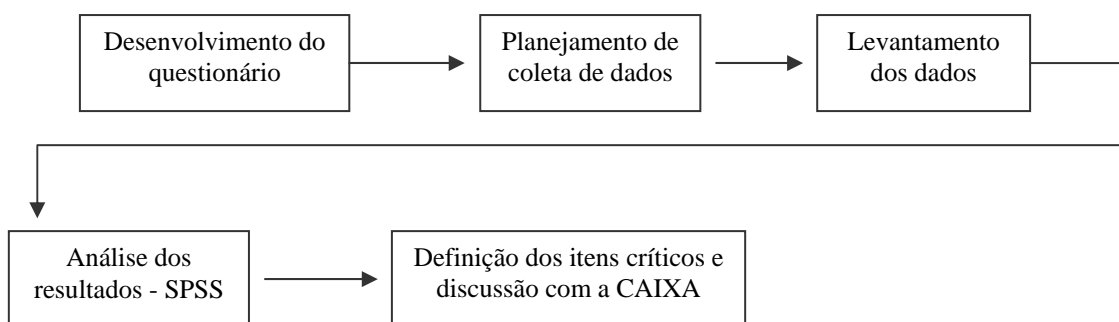 Desenvolvimento do
questionário
Planejamento de
coleta de dados
Levantamento
dos dados
Análise dos
resultados - SPSS
Definição dos itens críticos e
discussão com a CAIXA